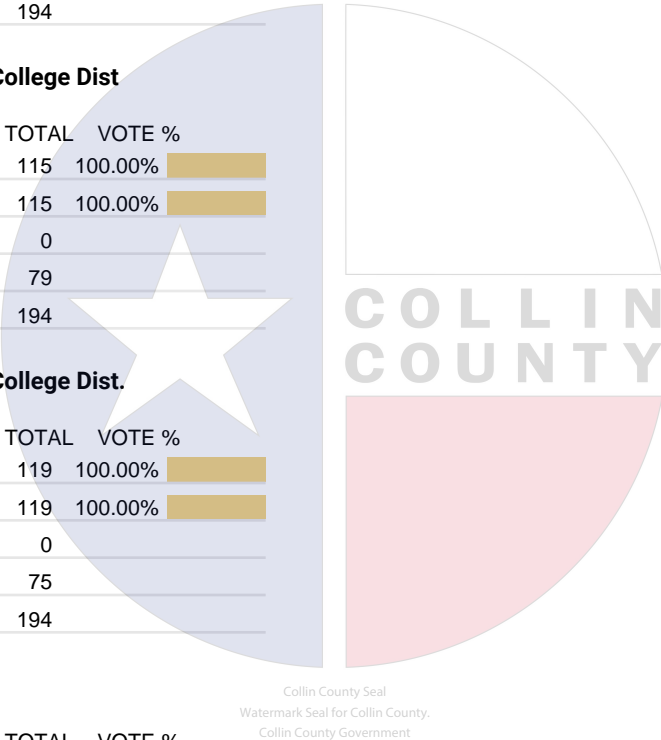 194
College Dist
TOTAL VOTE %
115 100.00%
115 100.00%
0
79
194
COLLIN
COUNTY
College Dist.
TOTAL VOTE %
119 100.00%
119 100.00%
0
75
194
Collin County Seal
Watermark Seal for Collin County.
Collin County Government
TOTAL VOTE %